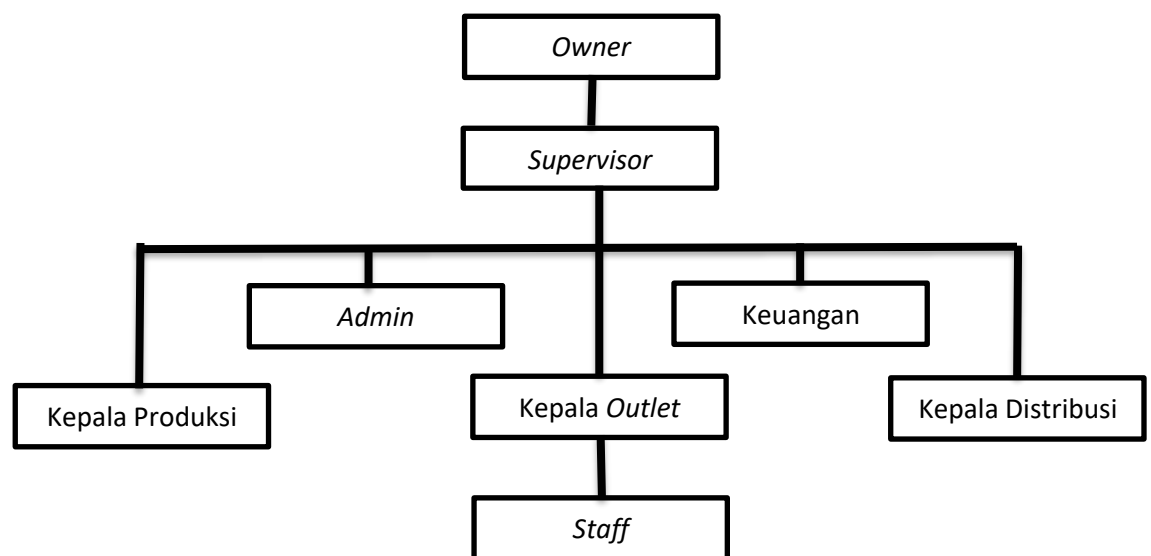 Owner
Supervisor
Admin
Keuangan
Kepala Produksi
Kepala Outlet
Kepala Distribusi
Staff